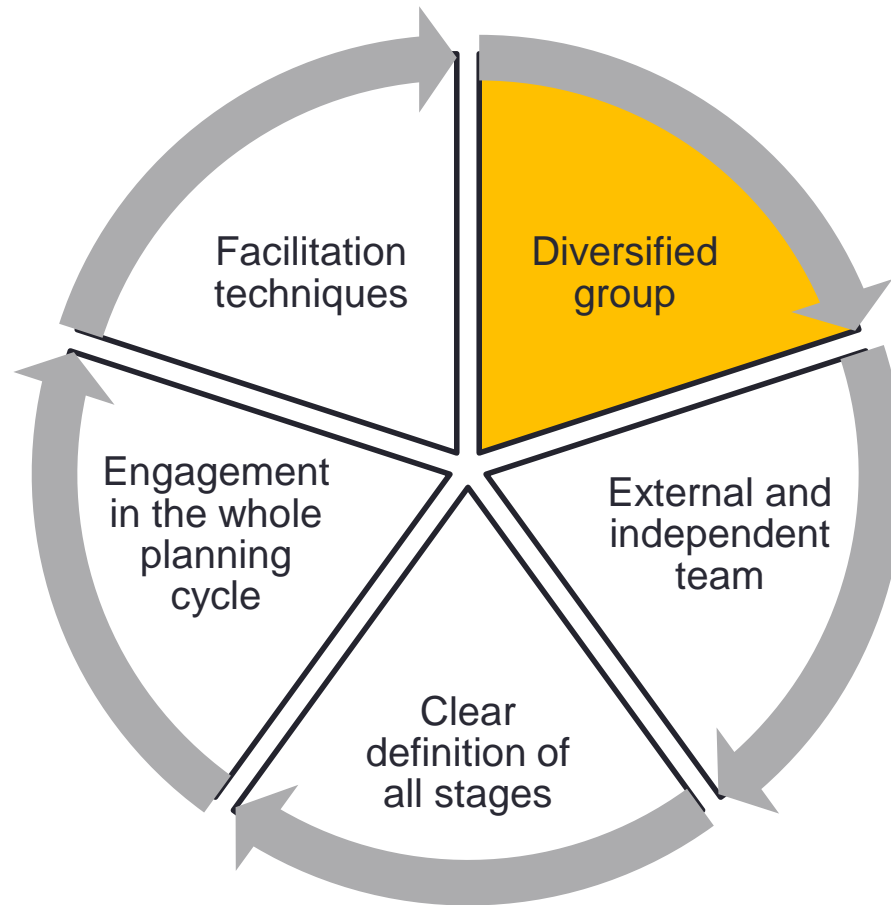 Diversified
group
External and
independent
team
Clear
definition of
all stages
Engagement
in the whole
planning
cycle
Facilitation
techniques